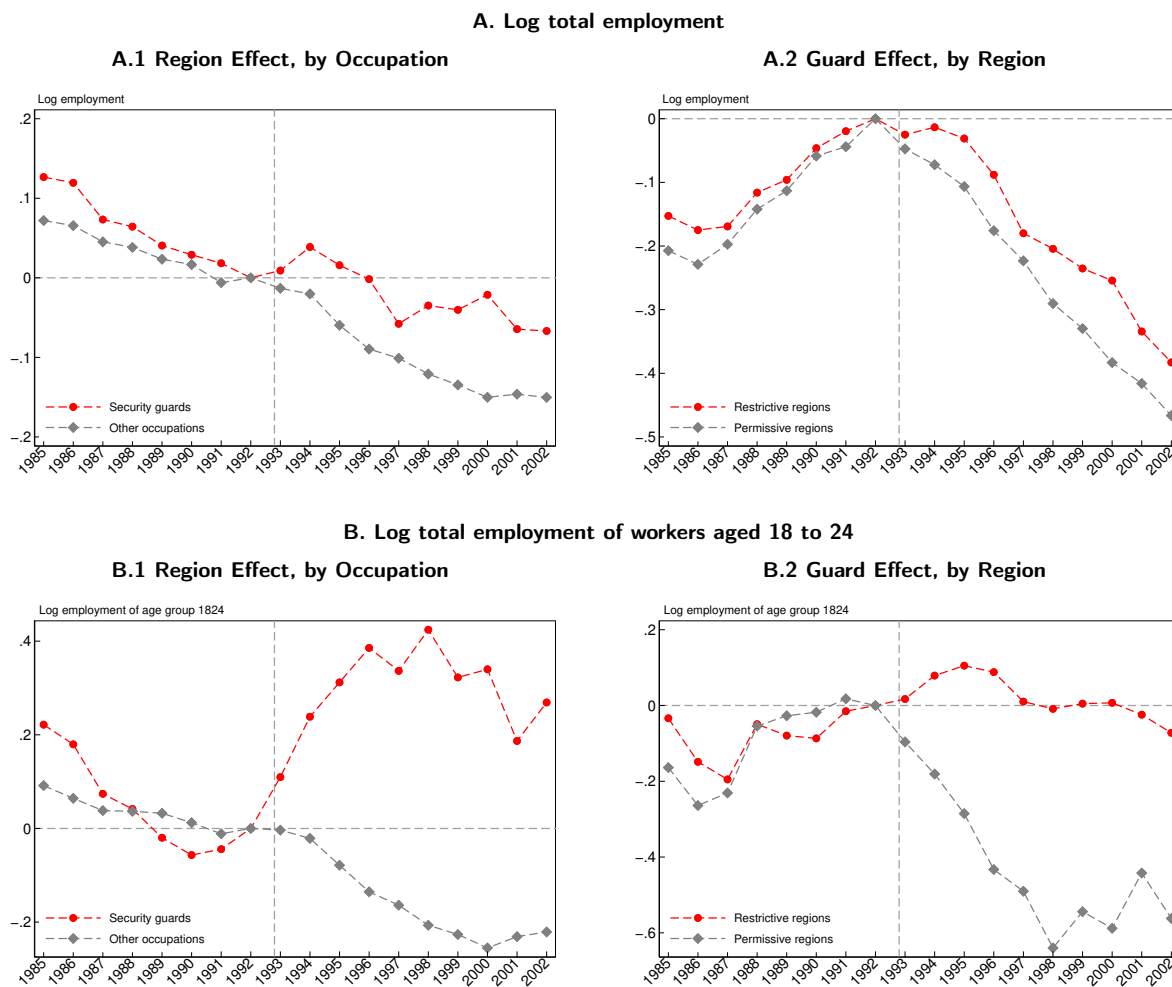 A. Log total employment
A.1 Region Effect, by Occupation
Log employment
.2
.1
0
-.1
-.2
Security guards
Other occupations
1985 1986 1987 1988 1989 1990 1991 1992 1993 1994 1995 1996 1997 1998 1999 2000 2001 2002
A.2 Guard Effect, by Region
Log employment
0
-.1
-.2
-.3
-.4
-.5
Restrictive regions
Permissive regions
1985 1986 1987 1988 1989 1990 1991 1992 1993 1994 1995 1996 1997 1998 1999 2000 2001 2002
B. Log total employment of workers aged 18 to 24
B.1 Region Effect, by Occupation
Log employment of age group 1824
.4
.2
0
-.2
Security guards
Other occupations
1985 1986 1987 1988 1989 1990 1991 1992 1993 1994 1995 1996 1997 1998 1999 2000 2001 2002
B.2 Guard Effect, by Region
Log employment of age group 1824
.2
0
-.2
-.4
-.6
Restrictive regions
Permissive regions
1985 1986 1987 1988 1989 1990 1991 1992 1993 1994 1995 1996 1997 1998 1999 2000 2001 2002